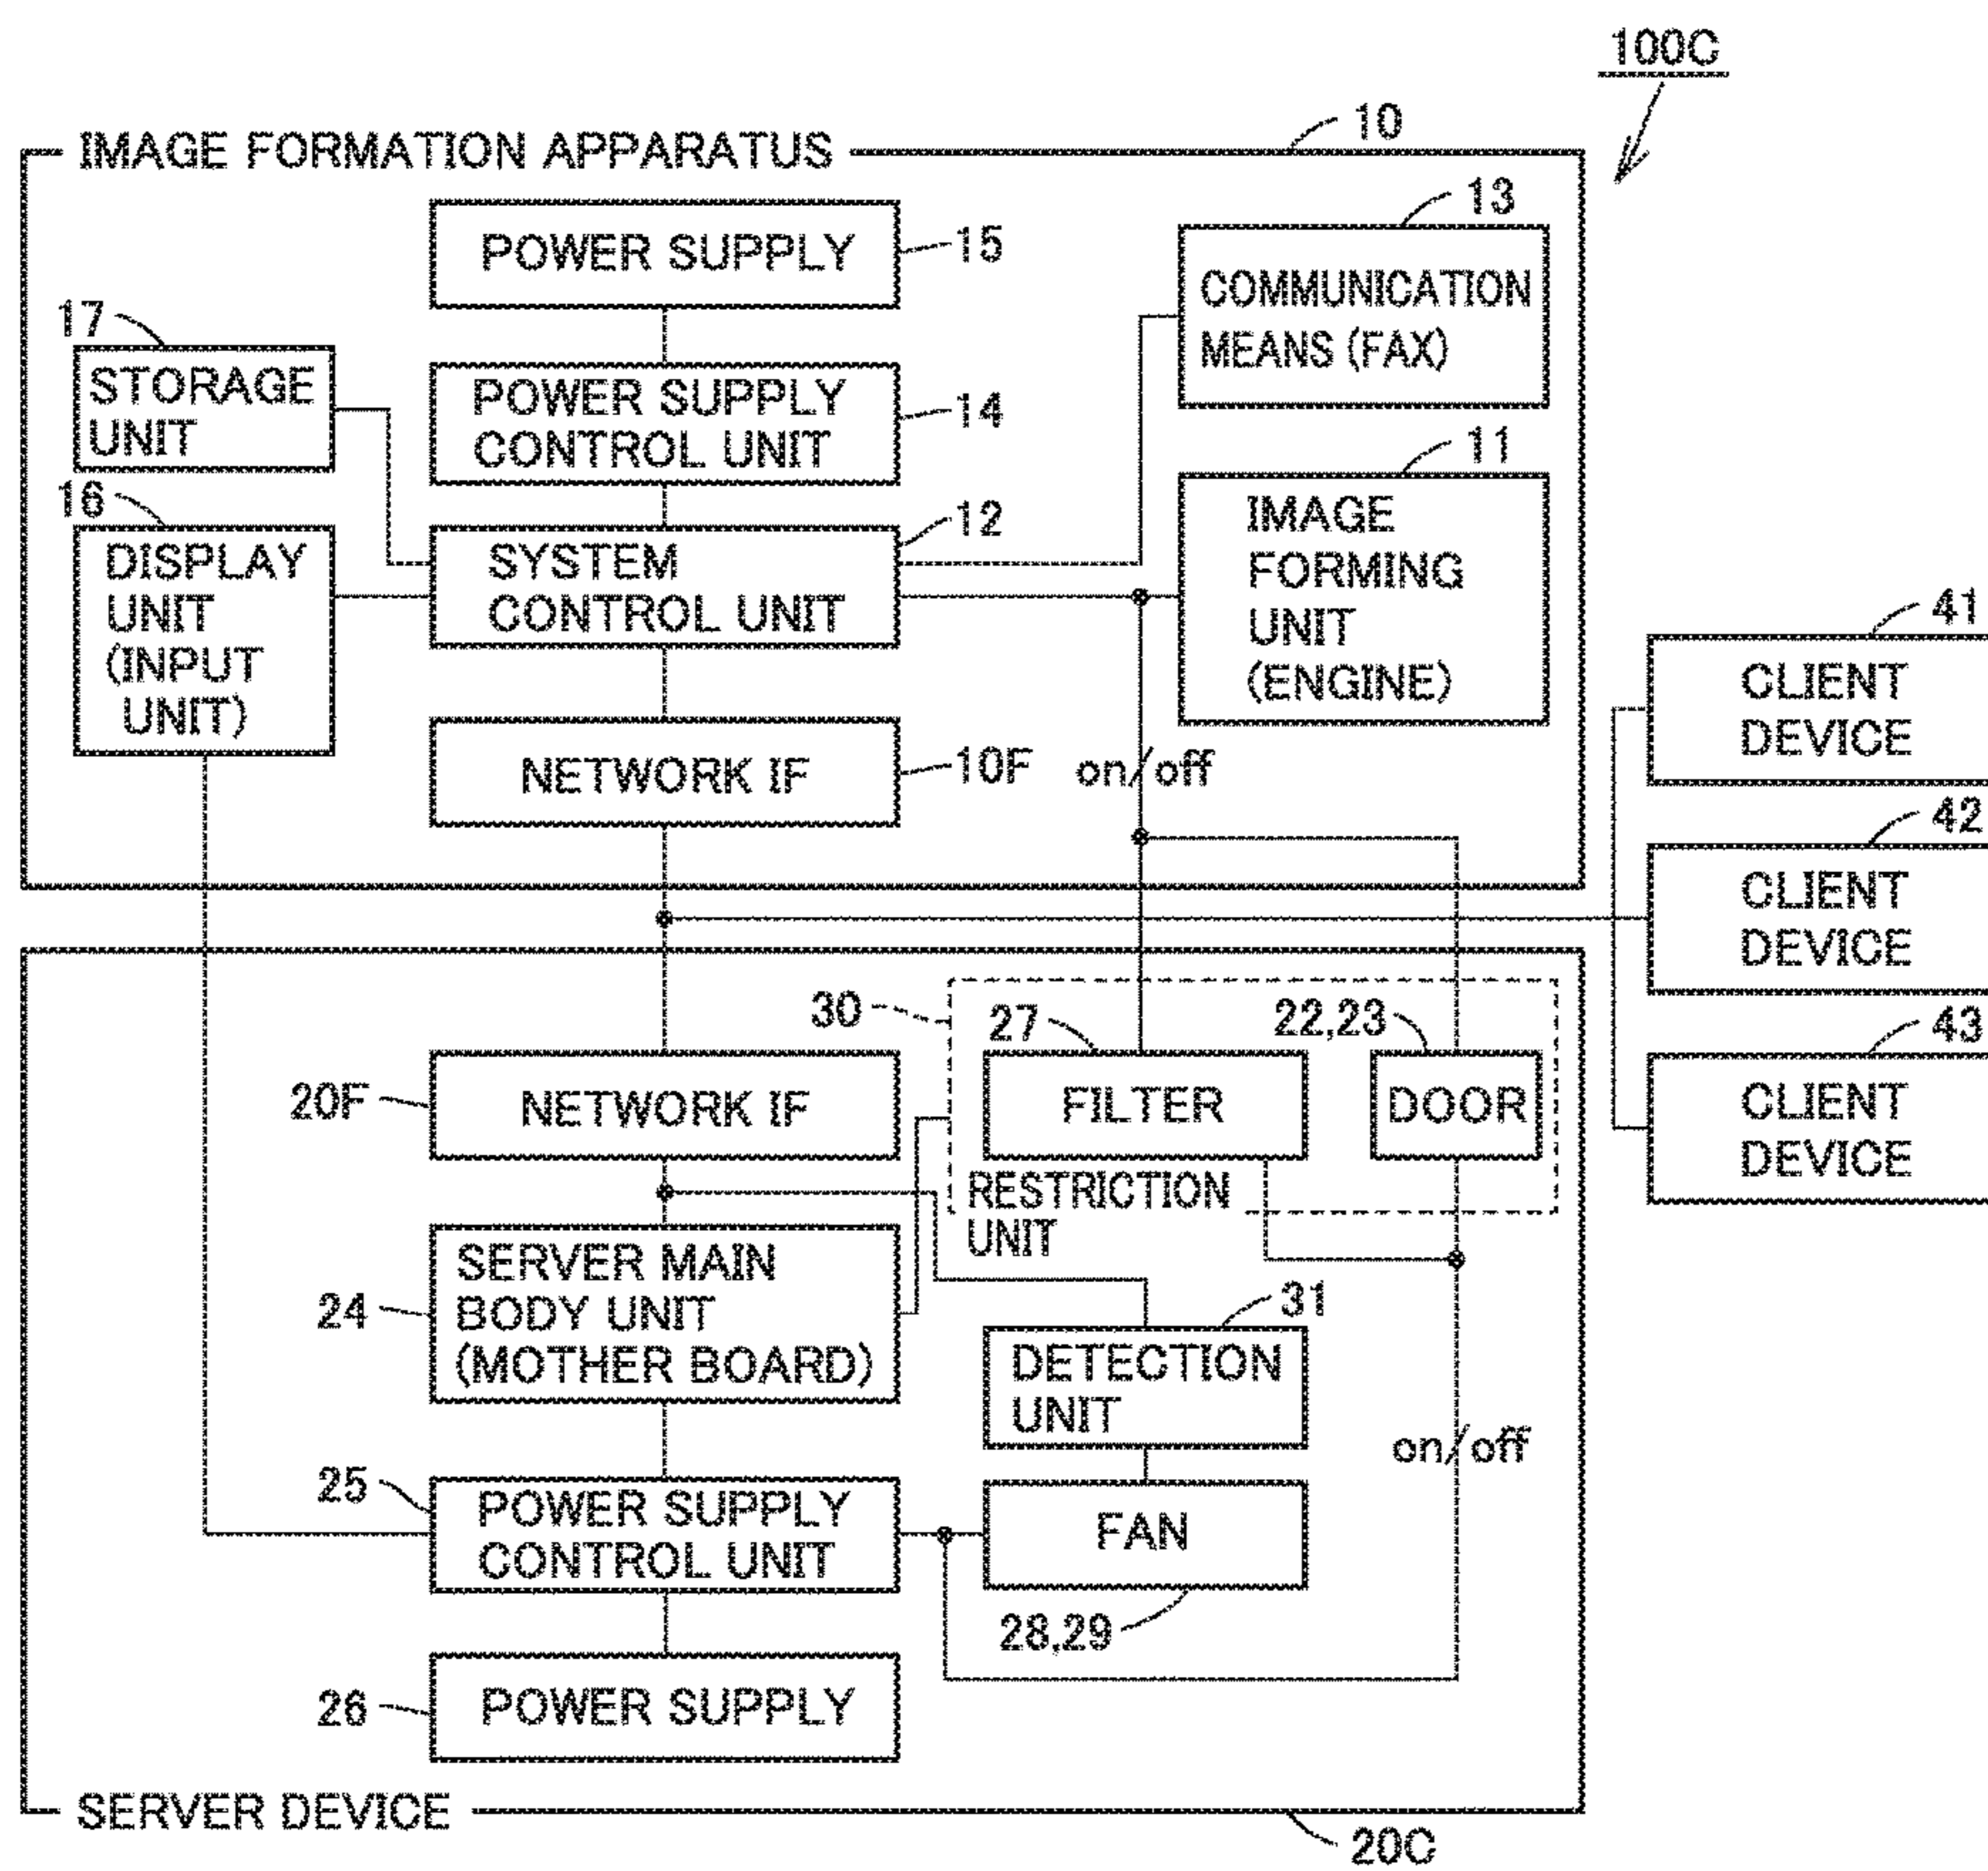 100C
IMAGE FORMATION APPARATUS
10
POWER SUPPLY
15
13
COMMUNICATION
MEANS (FAX)
17
STORAGE
UNIT
POWER SUPPLY
CONTROL UNIT
14
11
IMAGE
FORMING
UNIT
(ENGINE)
16
DISPLAY
UNIT
(INPUT
UNIT)
SYSTEM
CONTROL UNIT
12
NETWORK IF
10F
on/off
41
CLIENT
DEVICE
42
CLIENT
DEVICE
43
CLIENT
DEVICE
30
27
22,23
20F
NETWORK IF
FILTER
DOOR
RESTRICTION
UNIT
24
SERVER MAIN
BODY UNIT
(MOTHER BOARD)
31
DETECTION
UNIT
on/off
25
POWER SUPPLY
CONTROL UNIT
FAN
28,29
26
POWER SUPPLY
SERVER DEVICE
20C